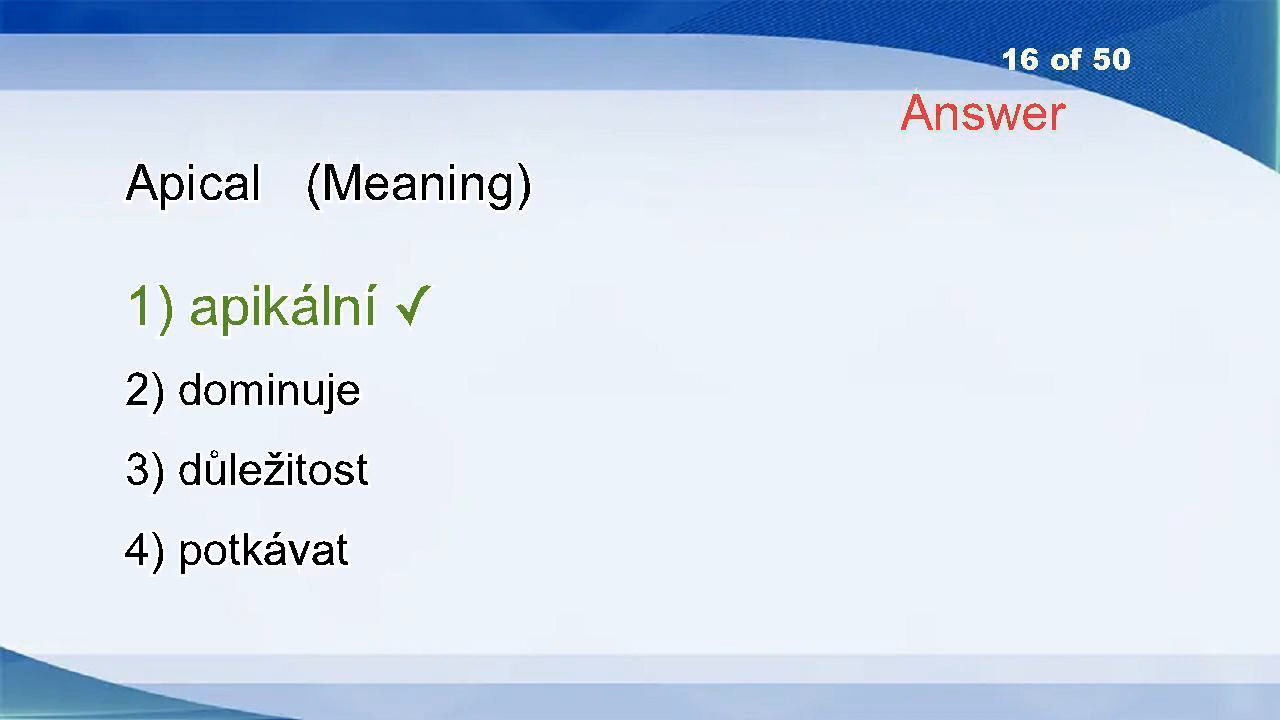 16 of 50
Answer
Apical (Meaning)
1) apikální ✓
2) dominuje
3) důležitost
4) potkávat